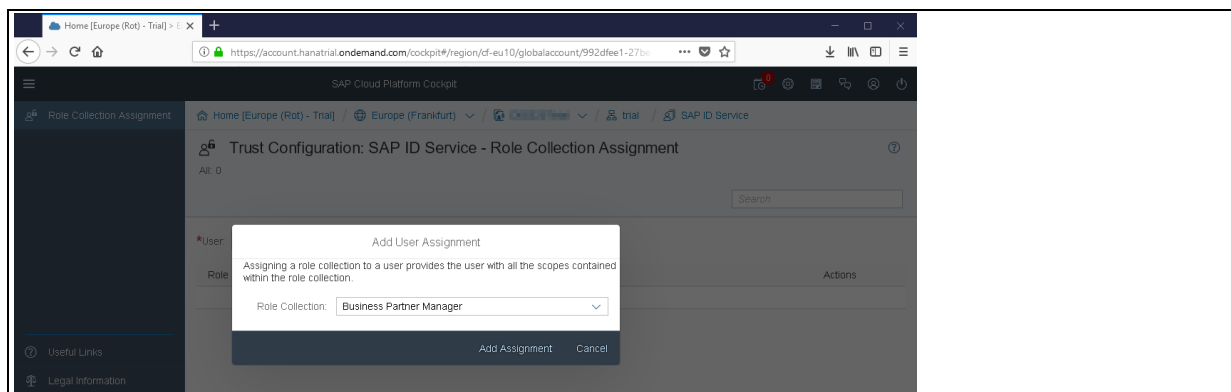 Home [Europe (Rot) - Trial] > E
https://account.hanatrial.ondemand.com/cockpit#/region/cf-eu10/globalaccount/992dfee1-27be
SAP Cloud Platform Cockpit
0
Role Collection Assignment
Home [Europe (Rot) - Trial] / Europe (Frankfurt) / / trial / SAP ID Service
Trust Configuration: SAP ID Service - Role Collection Assignment
All: 0
Search
*User:
Add User Assignment
Assigning a role collection to a user provides the user with all the scopes contained
within the role collection.
Role
Actions
Role Collection: Business Partner Manager
Add Assignment Cancel
Useful Links
Legal Information